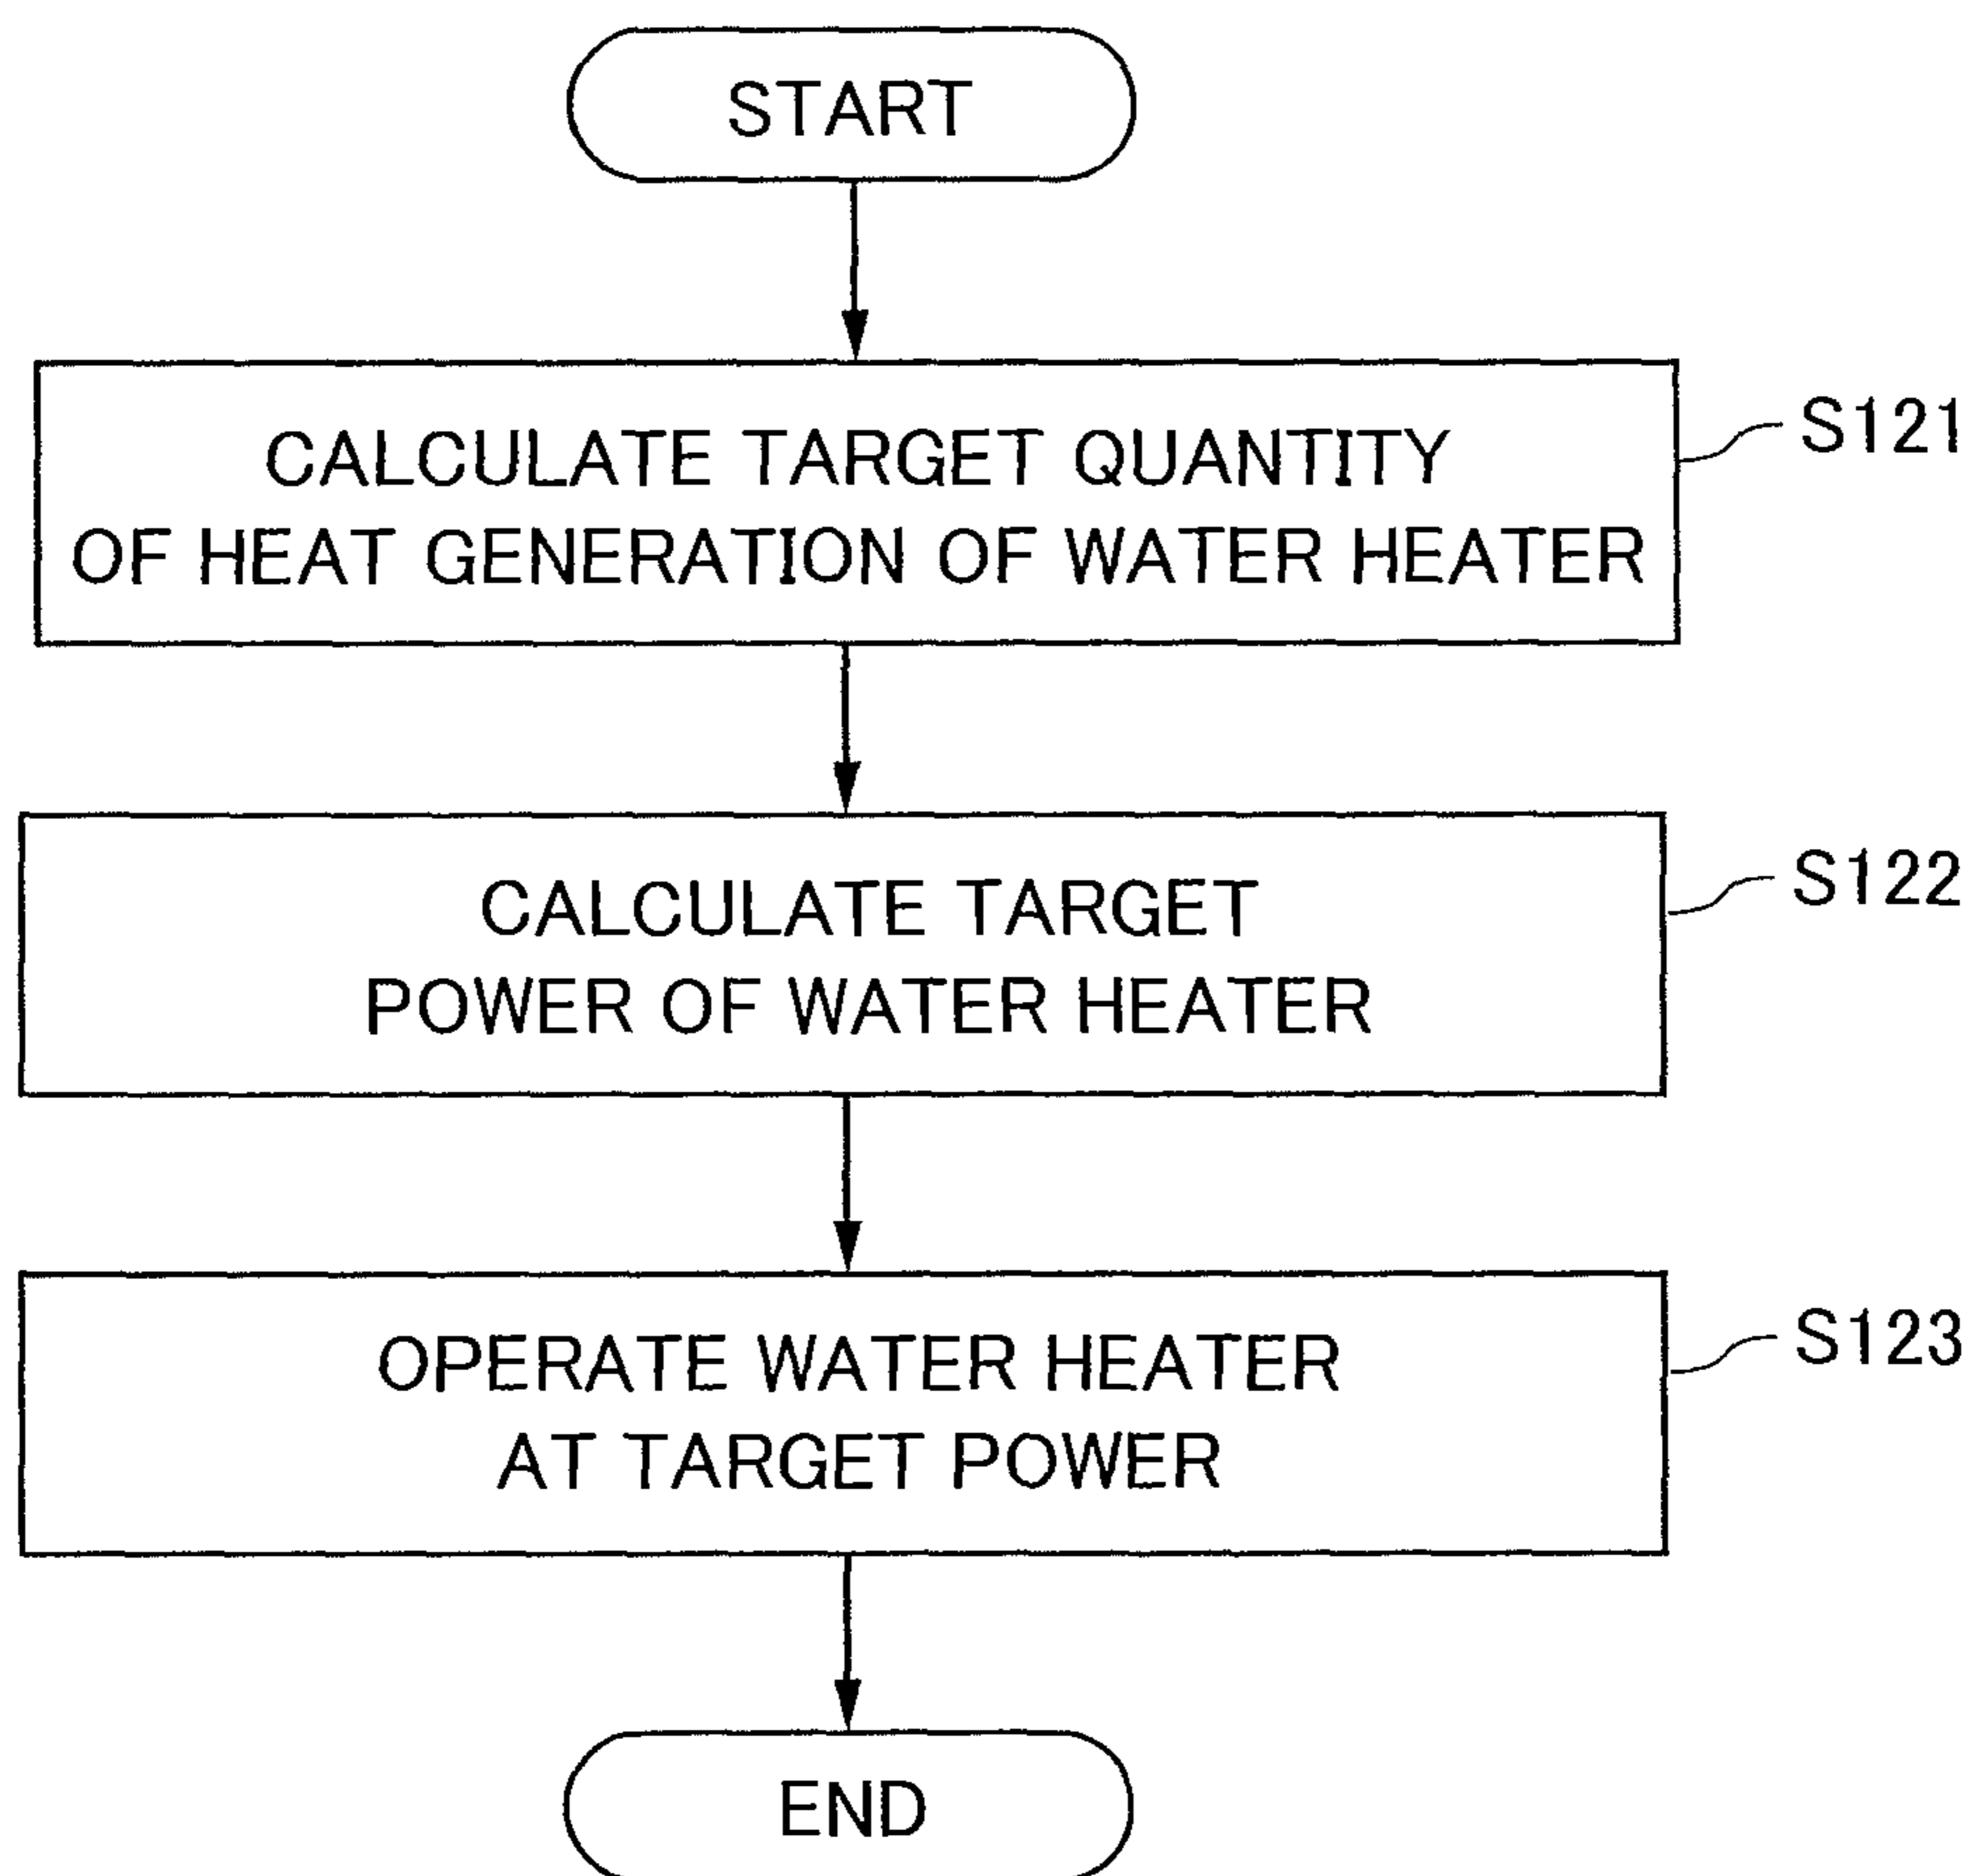 START
CALCULATE TARGET QUANTITY
OF HEAT GENERATION OF WATER HEATER
S121
CALCULATE TARGET
POWER OF WATER HEATER
S122
OPERATE WATER HEATER
AT TARGET POWER
S123
END